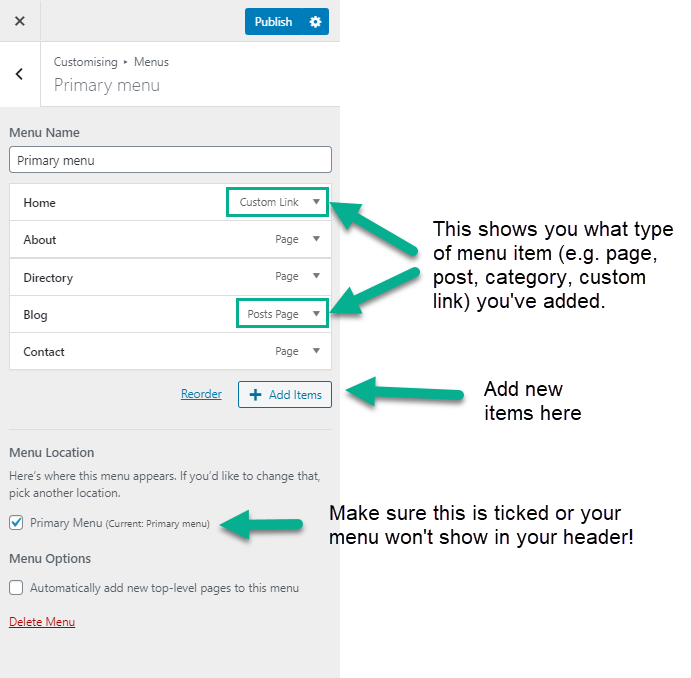 Publish
Customising ▸ Menus
Primary menu
Menu Name
Primary menu
Home Custom Link
About Page
Directory Page
Blog Posts Page
Contact Page
This shows you what type
of menu item (e.g. page,
post, category, custom
link) you've added.
Reorder + Add Items
Add new
items here
Menu Location
Here’s where this menu appears. If you’d like to change that,
pick another location.
Primary Menu (Current: Primary menu)
Make sure this is ticked or your
menu won't show in your header!
Menu Options
Automatically add new top-level pages to this menu
Delete Menu